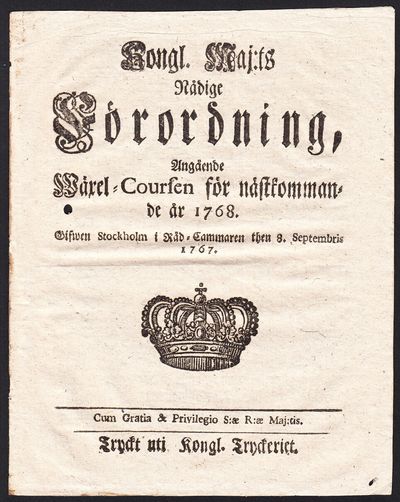 Kongl. Maj:ts
Nådige
Förordning,
Angående
Wäxel-Coursen för nästkomman-
de år 1768.
Gifwen Stockholm i Råd-Cammaren then 8. Septembris
1767.
Cum Gratia & Privilegio S:æ R:æ Maj:tis.
Tryckt uti Kongl. Tryckeriet.